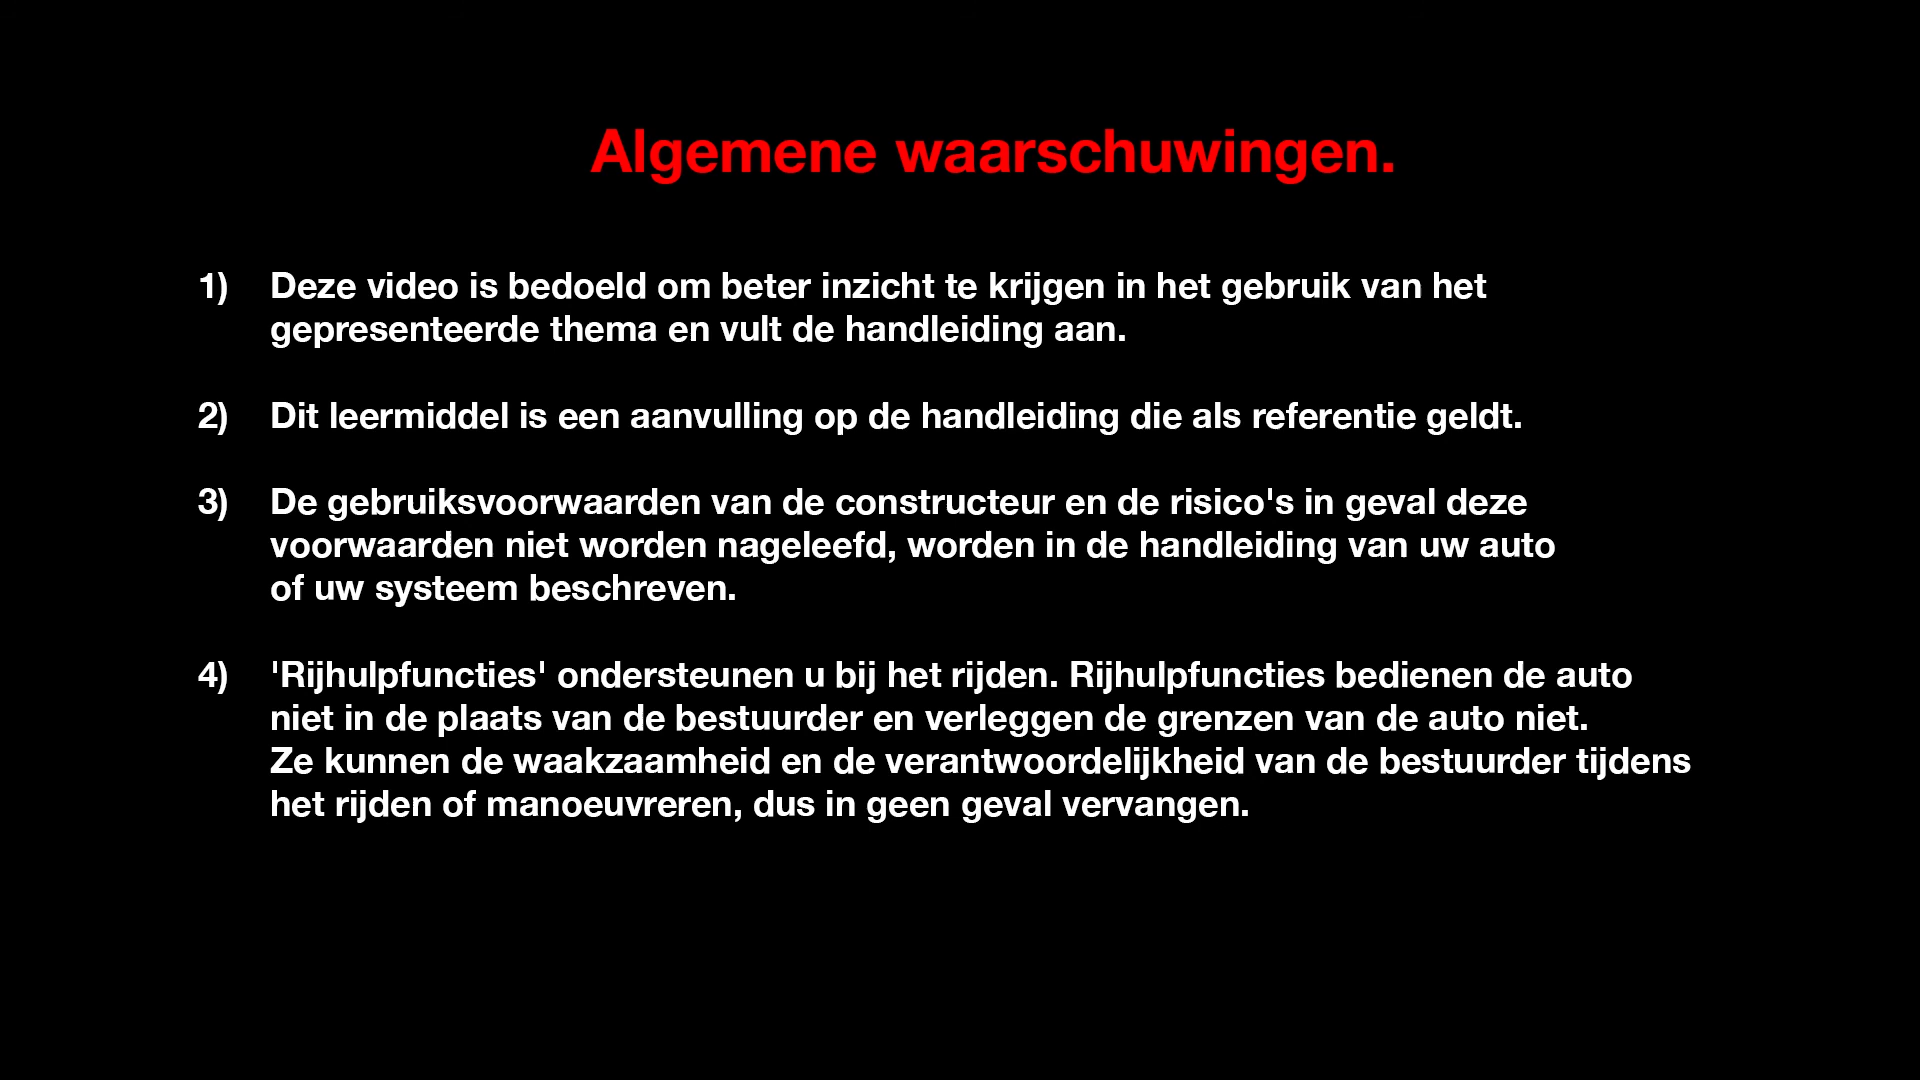 Algemene waarschuwingen.
1) Deze video is bedoeld om beter inzicht te krijgen in het gebruik van het
gepresenteerde thema en vult de handleiding aan.
2) Dit leermiddel is een aanvulling op de handleiding die als referentie geldt.
3) De gebruiksvoorwaarden van de constructeur en de risico's in geval deze
voorwaarden niet worden nageleefd, worden in de handleiding van uw auto
of uw systeem beschreven.
4) 'Rijhulpfuncties' ondersteunen u bij het rijden. Rijhulpfuncties bedienen de auto
niet in de plaats van de bestuurder en verleggen de grenzen van de auto niet.
Ze kunnen de waakzaamheid en de verantwoordelijkheid van de bestuurder tijdens
het rijden of manoeuvreren, dus in geen geval vervangen.